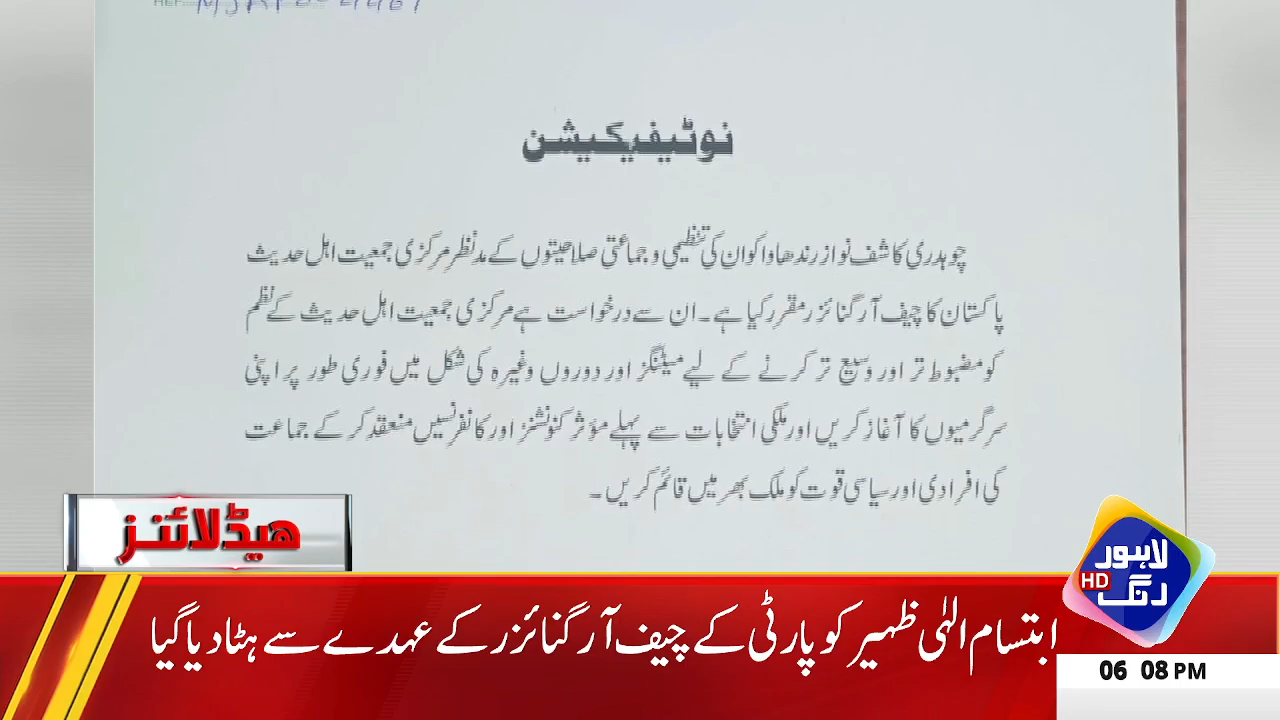 نوٹیفیکیشن
چوہدری کاشف نواز رندھاوا کو ان کی تنظیمی و جماعتی صلاحیتوں کے مدنظر مرکزی جمعیت اہل حدیث
پاکستان کا چیف آرگنائزر مقرر کیا ہے۔ ان سے درخواست ہے مرکزی جمعیت اہل حدیث کے نظم
کو مضبوط تر اور وسیع تر کرنے کے لیے میٹنگز اور دوروں وغیرہ کی شکل میں فوری طور پر اپنی
سرگرمیوں کا آغاز کریں اور ملکی انتخابات سے پہلے مؤثر کنونشنز اور کانفرنسیں منعقد کر کے جماعت
کی افرادی اور سیاسی قوت کو ملک بھر میں قائم کریں۔
ہیڈلائنز
لاہور
HD رنگ
ابتسام الہٰی ظہیر کو پارٹی کے چیف آرگنائزر کے عہدے سے ہٹا دیا گیا
06 08 PM